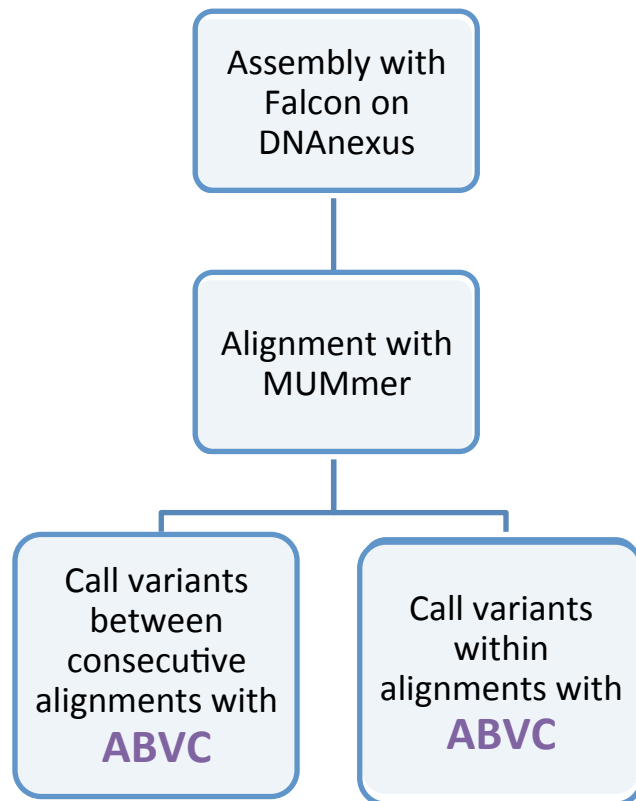 Assembly with
Falcon on
DNAnexus
Alignment with
MUMmer
Call variants
between
consecutive
alignments with
ABVC
Call variants
within
alignments with
ABVC